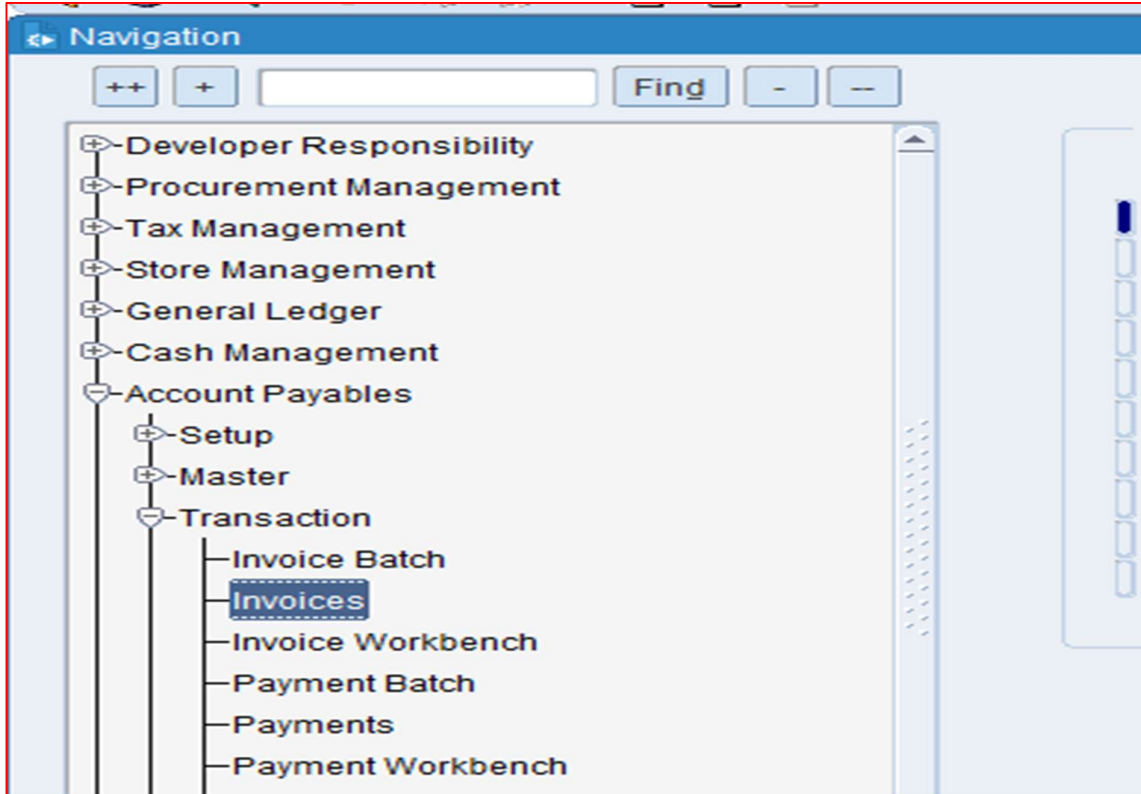 Navigation
++ + Find - --
Developer Responsibility
Procurement Management
Tax Management
Store Management
General Ledger
Cash Management
Account Payables
Setup
Master
Transaction
Invoice Batch
Invoices
Invoice Workbench
Payment Batch
Payments
Payment Workbench